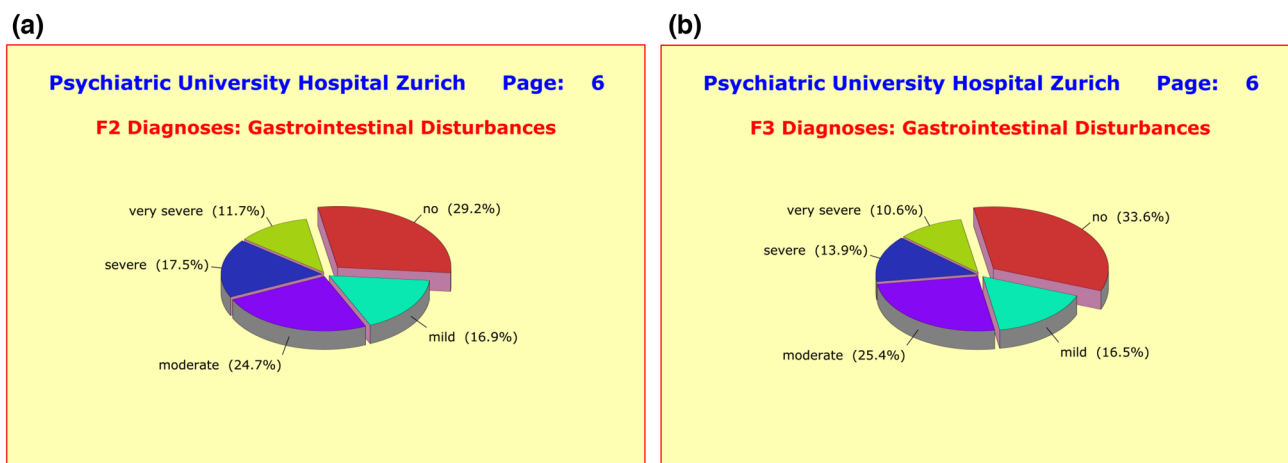 (a)
Psychiatric University Hospital Zurich Page: 6
F2 Diagnoses: Gastrointestinal Disturbances
very severe (11.7%)
no (29.2%)
severe (17.5%)
mild (16.9%)
moderate (24.7%)
(b)
Psychiatric University Hospital Zurich Page: 6
F3 Diagnoses: Gastrointestinal Disturbances
very severe (10.6%)
no (33.6%)
severe (13.9%)
mild (16.5%)
moderate (25.4%)